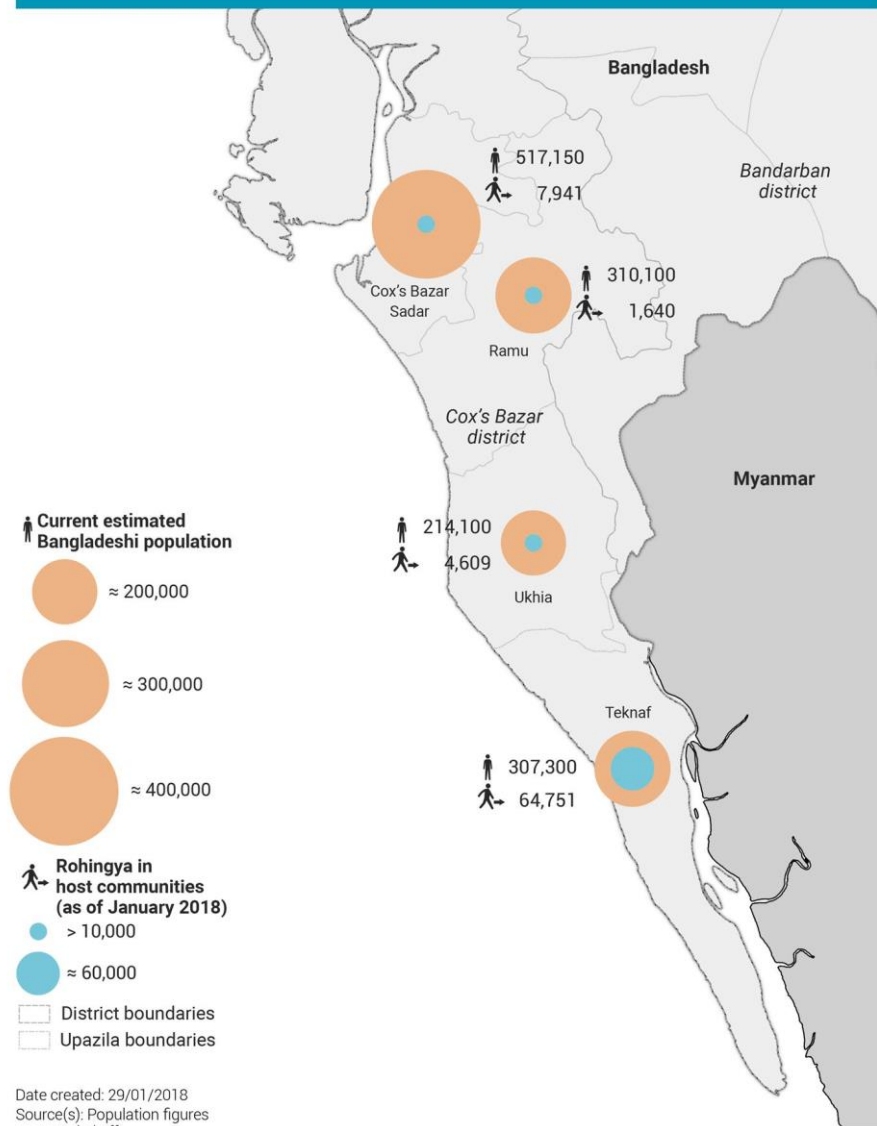 Bangladesh
517,150
7,941
Bandarban
district
310,100
1,640
Cox's Bazar
Sadar
Ramu
Cox's Bazar
district
Myanmar
214,100
4,609
Ukhia
Teknaf
307,300
64,751
Current estimated
Bangladeshi population
≈ 200,000
≈ 300,000
≈ 400,000
Rohingya in
host communities
(as of January 2018)
> 10,000
≈ 60,000
District boundaries
Upazila boundaries
Date created: 29/01/2018
Source(s): Population figures